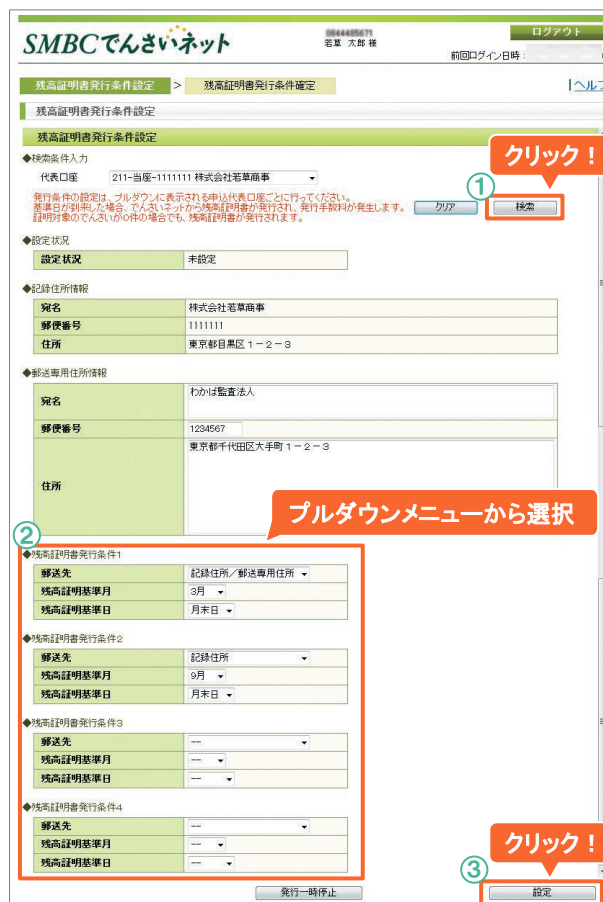 SMBCでんさいネット
若草 太郎 様
ログアウト
前回ログイン日時:
残高証明書発行条件設定 > 残高証明書発行条件確定
残高証明書発行条件設定
残高証明書発行条件設定
◆検索条件入力
クリック!
代表口座 211-当座-1111111 株式会社若草商事
①
発行条件の設定は、プルダウンに表示される申込代表口座ごとに行ってください。
基準日が到来した場合、でんさいネットから残高証明書が発行され、発行手数料が発生します。
証明対象のでんさいが0件の場合でも、残高証明書が発行されます。
クリア 検索
◆設定状況
設定状況 未設定
◆記録住所情報
宛名 株式会社若草商事
郵便番号 1111111
住所 東京都目黒区1-2-3
◆郵送専用住所情報
宛名 わかば監査法人
郵便番号 1234567
住所 東京都千代田区大手町1-2-3
プルダウンメニューから選択
②
◆残高証明書発行条件1
郵送先 記録住所/郵送専用住所
残高証明基準月 3月
残高証明基準日 月末日
◆残高証明書発行条件2
郵送先 記録住所
残高証明基準月 9月
残高証明基準日 月末日
◆残高証明書発行条件3
郵送先 --
残高証明基準月 --
残高証明基準日 --
◆残高証明書発行条件4
郵送先 --
残高証明基準月 --
残高証明基準日 --
クリック!
③
発行一時停止 設定